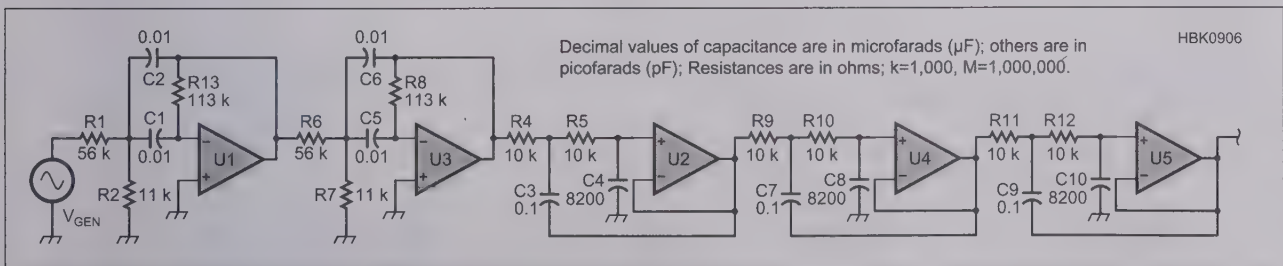 Decimal values of capacitance are in microfarads (µF); others are in
picofarads (pF); Resistances are in ohms; k=1,000, M=1,000,000.
HBK0906
0.01
C2
R13
113 k
R1
56 k
C1
0.01
U1
R2
11 k
V_GEN
0.01
C6
R8
113 k
R6
56 k
C5
0.01
U3
R7
11 k
R4
10 k
R5
10 k
C3
0.1
C4
8200
U2
R9
10 k
R10
10 k
C7
0.1
C8
8200
U4
R11
10 k
R12
10 k
C9
0.1
C10
8200
U5